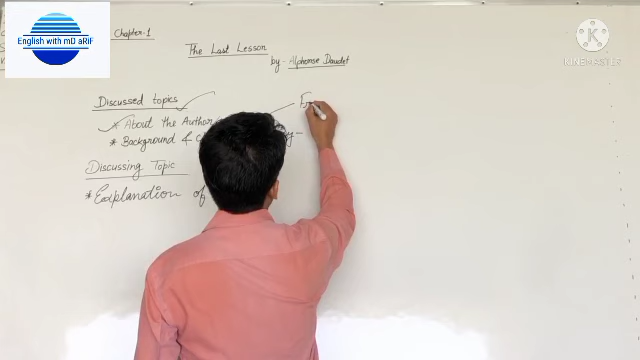 English with mD aRiF
Chapter-1
The Last Lesson
by- Alphonse Daudet
KINEMASTER
Discussed topics
* About the Author
* Background &
Discussing Topic
* Explanation of